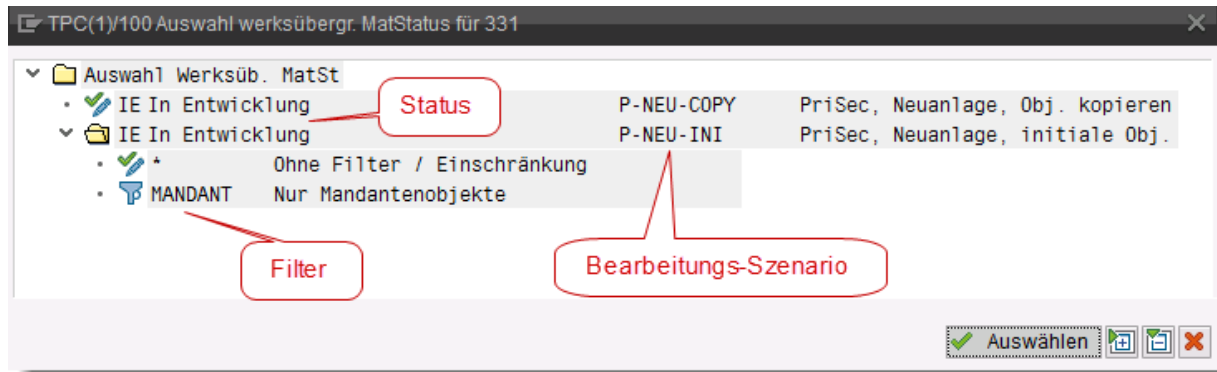 TPC(1)/100 Auswahl werksübergr. MatStatus für 331
Auswahl Werksüb. MatSt
IE In Entwicklung P-NEU-COPY PriSec, Neuanlage, Obj. kopieren
Status
IE In Entwicklung P-NEU-INI PriSec, Neuanlage, initiale Obj.
* Ohne Filter / Einschränkung
MANDANT Nur Mandantenobjekte
Filter
Bearbeitungs-Szenario
Auswählen